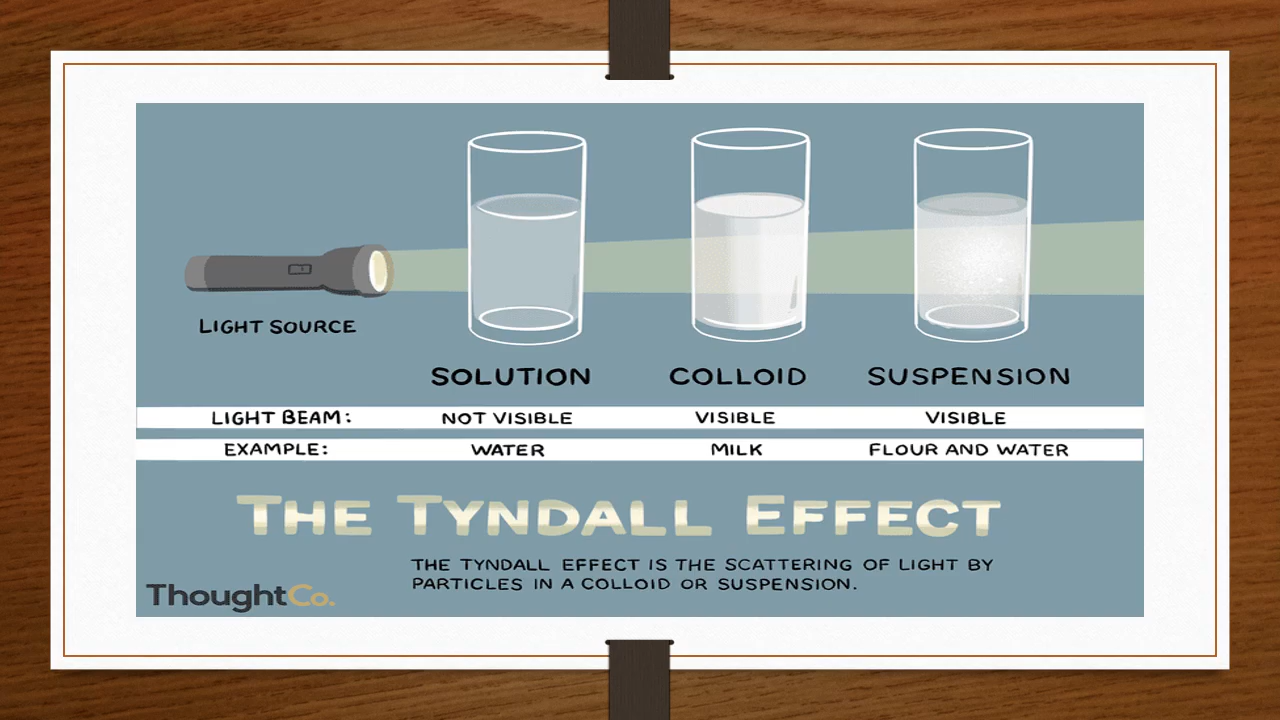 LIGHT SOURCE
SOLUTION COLLOID SUSPENSION
LIGHT BEAM: NOT VISIBLE VISIBLE VISIBLE
EXAMPLE: WATER MILK FLOUR AND WATER
THE TYNDALL EFFECT
THE TYNDALL EFFECT IS THE SCATTERING OF LIGHT BY
PARTICLES IN A COLLOID OR SUSPENSION.
ThoughtCo.